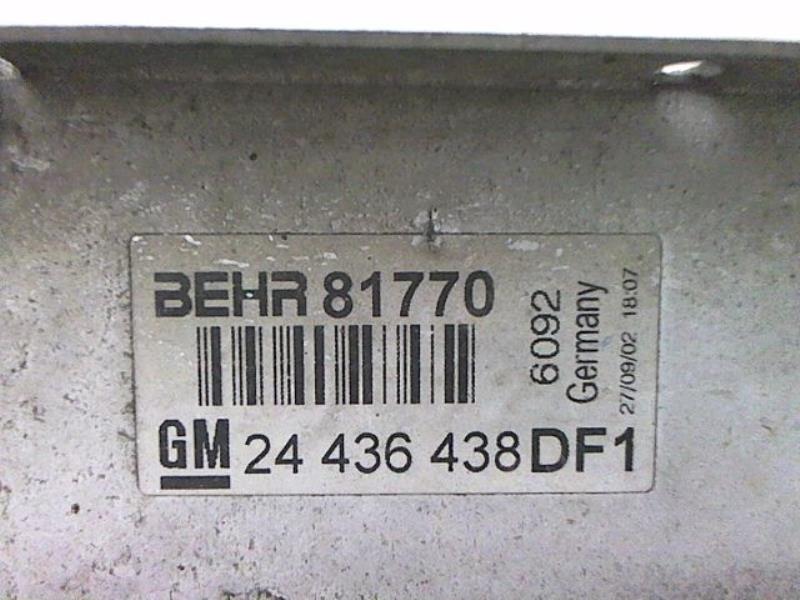 BEHR 81770
GM 24 436 438 DF1
6092
Germany
27/09/02 18:07